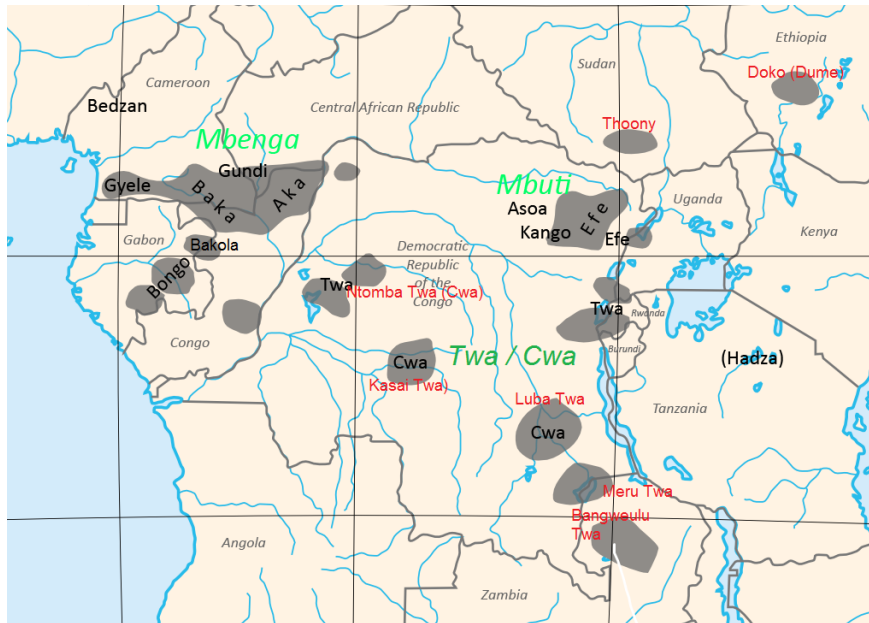 Ethiopia
Sudan
Doko (Dume)
Cameroon
Bedzan
Central African Republic
Thoony
Mbenga
Gundi
Gyele
Baka
Aka
Mbuti
Asoa
Kango
Efe
Efe
Uganda
Kenya
Gabon
Bakola
Bongo
Democratic
Republic
of the
Congo
Twa
Ntomba Twa (Cwa)
Twa
Rwanda
Burundi
Congo
Cwa
Kasai Twa)
Twa / Cwa
(Hadza)
Luba Twa
Cwa
Tanzania
Meru Twa
Bangweulu
Twa
Angola
Zambia